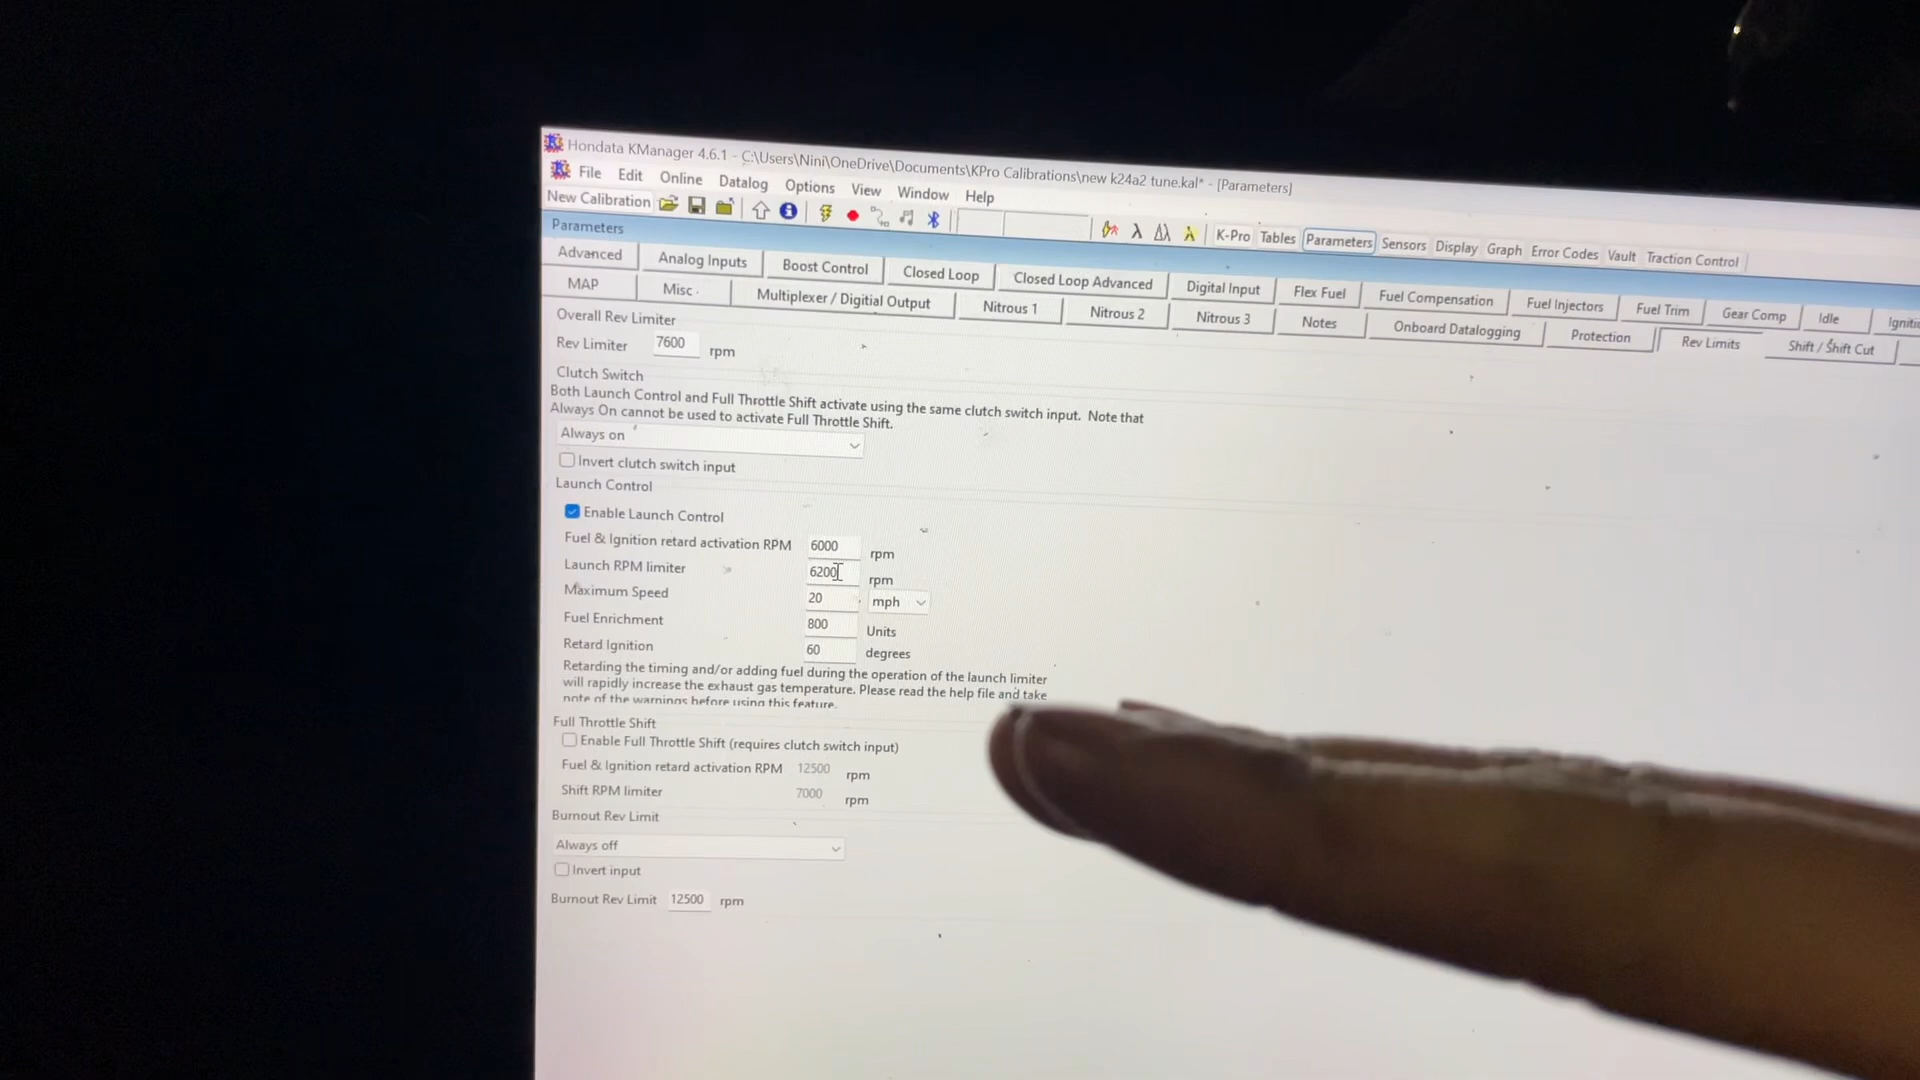 Hondata KManager 4.6.1 - C:\Users\Nini\OneDrive\Documents\KPro Calibrations\new k24a2 tune.kal* - [Parameters]
File Edit Online Datalog Options View Window Help
New Calibration K-Pro Tables Parameters Sensors Display Graph Error Codes Vault Traction Control
Parameters
Advanced Analog Inputs Boost Control Closed Loop Closed Loop Advanced Digital Input Flex Fuel Fuel Compensation Fuel Injectors Fuel Trim Gear Comp Idle
MAP Misc Multiplexer / Digitial Output Nitrous 1 Nitrous 2 Nitrous 3 Notes Onboard Datalogging Protection Rev Limits Shift / Shift Cut
Overall Rev Limiter
Rev Limiter 7600 rpm
Clutch Switch
Both Launch Control and Full Throttle Shift activate using the same clutch switch input. Note that
Always On cannot be used to activate Full Throttle Shift.
Always on
Invert clutch switch input
Launch Control
Enable Launch Control
Fuel & Ignition retard activation RPM 6000 rpm
Launch RPM limiter 6200 rpm
Maximum Speed 20 mph
Fuel Enrichment 800 Units
Retard Ignition 60 degrees
Retarding the timing and/or adding fuel during the operation of the launch limiter
will rapidly increase the exhaust gas temperature. Please read the help file and take
note of the warnings before using this feature.
Full Throttle Shift
Enable Full Throttle Shift (requires clutch switch input)
Fuel & Ignition retard activation RPM 12500 rpm
Shift RPM limiter 7000 rpm
Burnout Rev Limit
Always off
Invert input
Burnout Rev Limit 12500 rpm